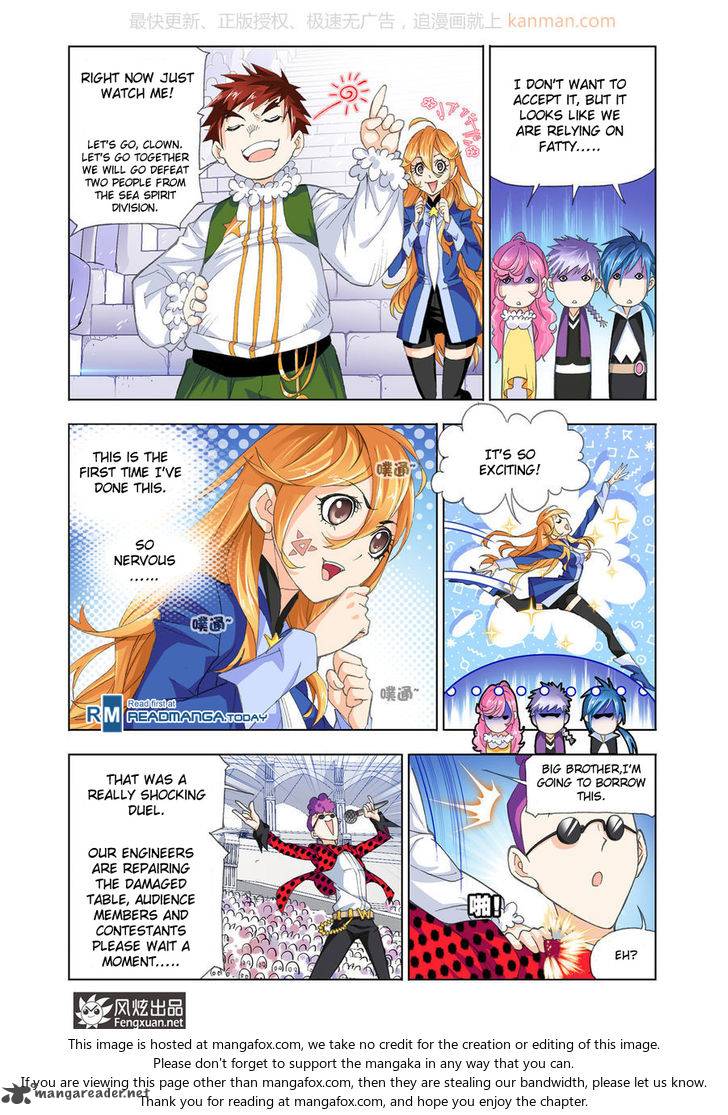 最快更新、正版授权、极速无广告，追漫画就上 kanman.com
RIGHT NOW JUST
WATCH ME!
LET'S GO, CLOWN.
LET'S GO TOGETHER
WE WILL GO DEFEAT
TWO PEOPLE FROM
THE SEA SPIRIT
DIVISION.
I DON'T WANT TO
ACCEPT IT, BUT IT
LOOKS LIKE WE
ARE RELYING ON
FATTY.....
THIS IS THE
FIRST TIME I'VE
DONE THIS.
SO
NERVOUS
......
噗通~
噗通~
噗通~
IT'S SO
EXCITING!
RM Read first at
READMANGA.TODAY
THAT WAS A
REALLY SHOCKING
DUEL.
OUR ENGINEERS
ARE REPAIRING
THE DAMAGED
TABLE, AUDIENCE
MEMBERS AND
CONTESTANTS
PLEASE WAIT A
MOMENT.....
BIG BROTHER,I'M
GOING TO BORROW
THIS.
EH?
风炫出品
Fengxuan.net
This image is hosted at mangafox.com, we take no credit for the creation or editing of this image.
Please don't forget to support the mangaka in any way that you can.
If you are viewing this page other than mangafox.com, then they are stealing our bandwidth, please let us know.
Thank you for reading at mangafox.com, and hope you enjoy the chapter.
mangareader.net